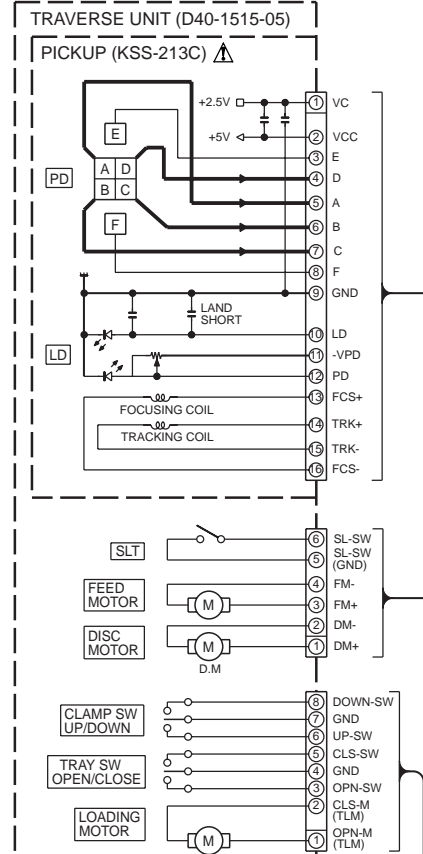 TRAVERSE UNIT (D40-1515-05)
PICKUP (KSS-213C)
+2.5V
1 VC
E
+5V
2 VCC
3 E
PD
A D
4 D
B C
5 A
6 B
F
7 C
8 F
9 GND
LAND
SHORT
10 LD
LD
11 -VPD
12 PD
13 FCS+
FOCUSING COIL
14 TRK+
TRACKING COIL
15 TRK-
16 FCS-
SLT
6 SL-SW
5 SL-SW
(GND)
FEED
MOTOR
4 FM-
M
3 FM+
DISC
MOTOR
2 DM-
M
1 DM+
D.M
8 DOWN-SW
CLAMP SW
UP/DOWN
7 GND
6 UP-SW
TRAY SW
OPEN/CLOSE
5 CLS-SW
4 GND
3 OPN-SW
LOADING
MOTOR
2 CLS-M
(TLM)
M
1 OPN-M
(TLM)